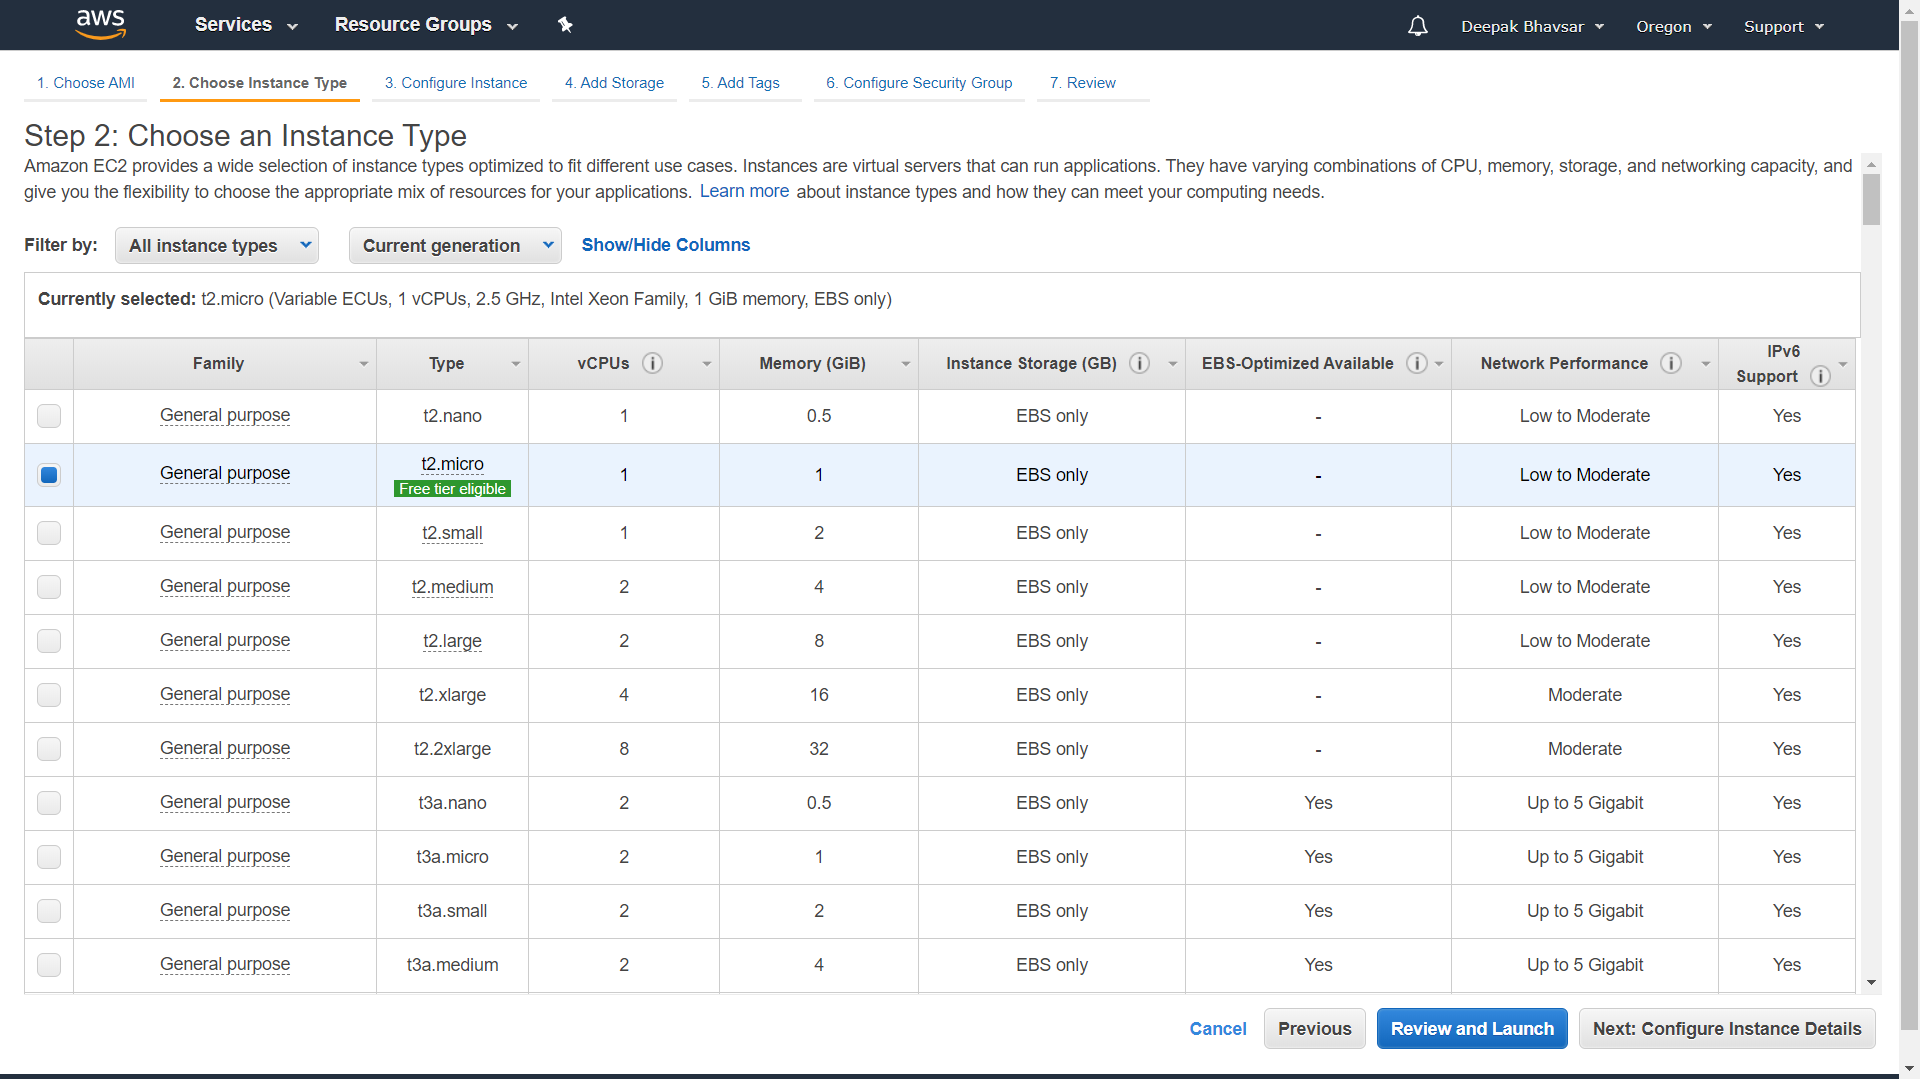 aws Services Resource Groups Deepak Bhavsar Oregon Support
1. Choose AMI 2. Choose Instance Type 3. Configure Instance 4. Add Storage 5. Add Tags 6. Configure Security Group 7. Review
Step 2: Choose an Instance Type
Amazon EC2 provides a wide selection of instance types optimized to fit different use cases. Instances are virtual servers that can run applications. They have varying combinations of CPU, memory, storage, and networking capacity, and
give you the flexibility to choose the appropriate mix of resources for your applications. Learn more about instance types and how they can meet your computing needs.
Filter by: All instance types Current generation Show/Hide Columns
Currently selected: t2.micro (Variable ECUs, 1 vCPUs, 2.5 GHz, Intel Xeon Family, 1 GiB memory, EBS only)
Family Type vCPUs i Memory (GiB) Instance Storage (GB) i EBS-Optimized Available i Network Performance i IPv6
Support i
General purpose t2.nano 1 0.5 EBS only - Low to Moderate Yes
General purpose t2.micro 1 1 EBS only - Low to Moderate Yes
Free tier eligible
General purpose t2.small 1 2 EBS only - Low to Moderate Yes
General purpose t2.medium 2 4 EBS only - Low to Moderate Yes
General purpose t2.large 2 8 EBS only - Low to Moderate Yes
General purpose t2.xlarge 4 16 EBS only - Moderate Yes
General purpose t2.2xlarge 8 32 EBS only - Moderate Yes
General purpose t3a.nano 2 0.5 EBS only Yes Up to 5 Gigabit Yes
General purpose t3a.micro 2 1 EBS only Yes Up to 5 Gigabit Yes
General purpose t3a.small 2 2 EBS only Yes Up to 5 Gigabit Yes
General purpose t3a.medium 2 4 EBS only Yes Up to 5 Gigabit Yes
Cancel Previous Review and Launch Next: Configure Instance Details